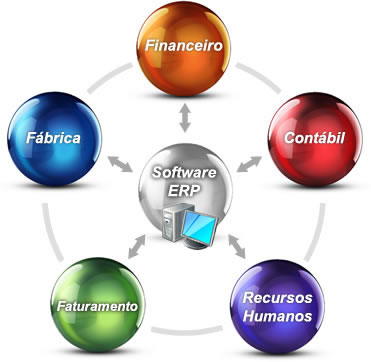 Financeiro
Fábrica
Contábil
Software
ERP
Faturamento
Recursos
Humanos